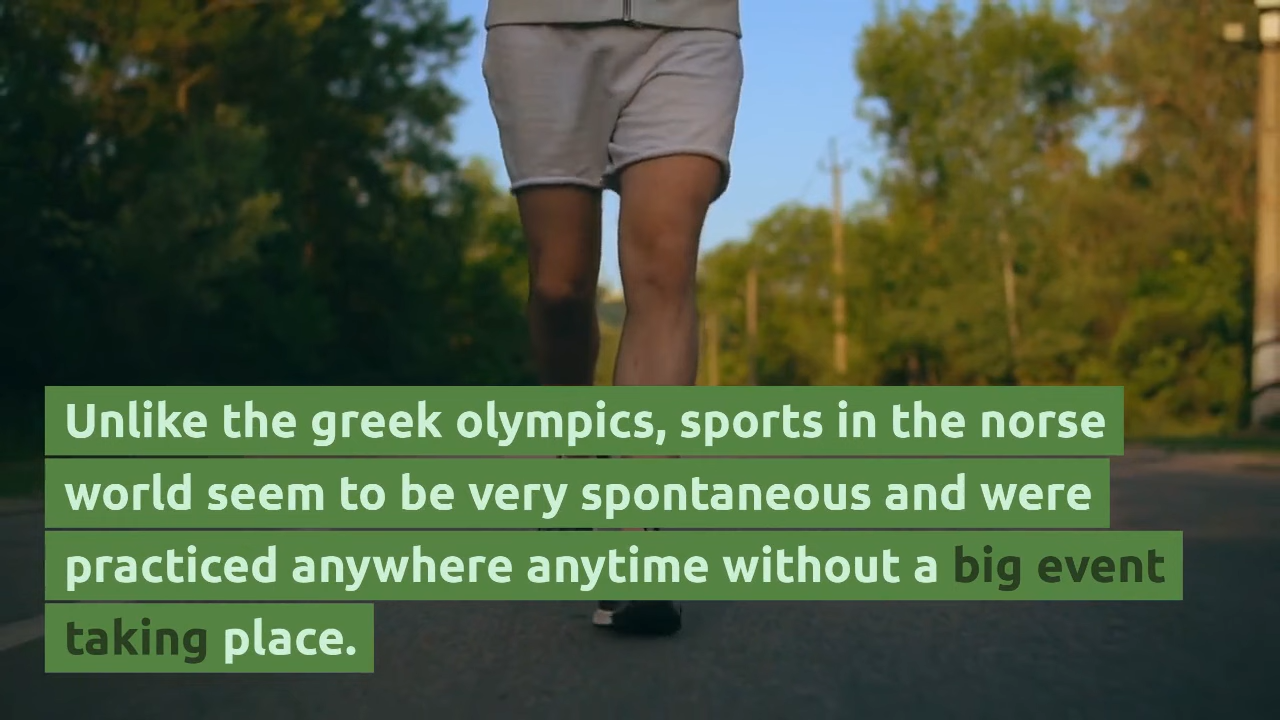 Unlike the greek olympics, sports in the norse
world seem to be very spontaneous and were
practiced anywhere anytime without a big event
taking place.